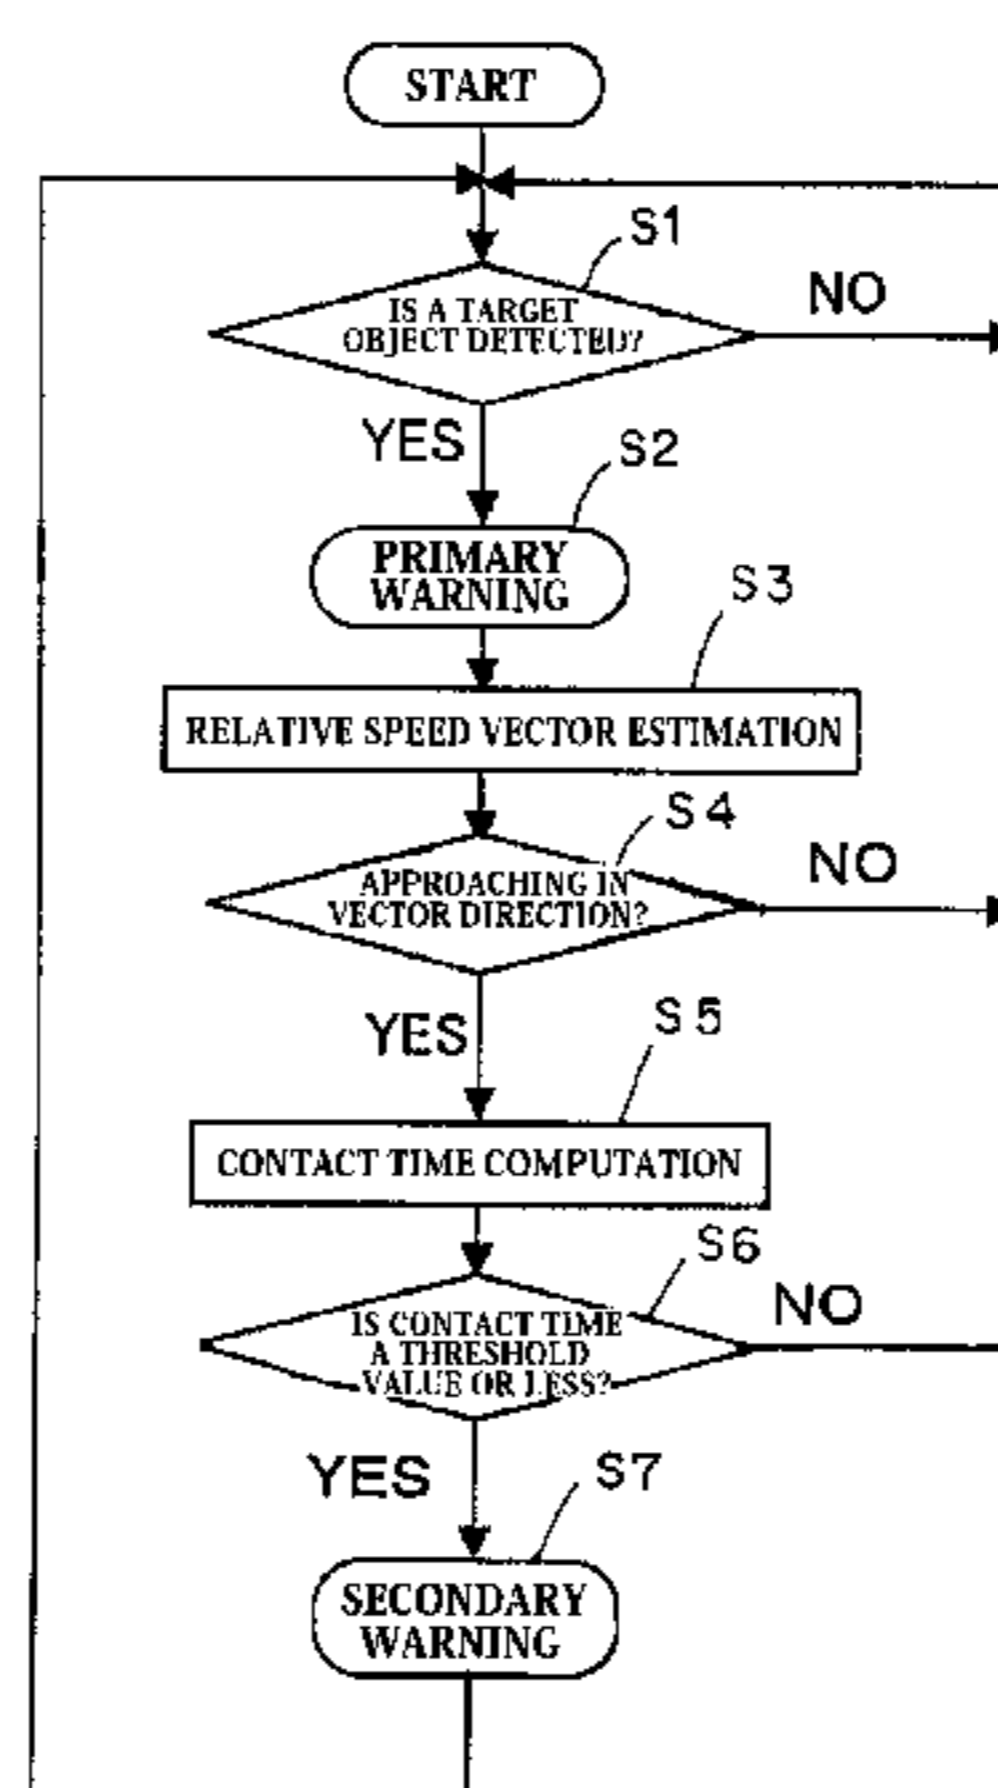 START
S1
IS A TARGET
OBJECT DETECTED?
NO
YES
S2
PRIMARY
WARNING
S3
RELATIVE SPEED VECTOR ESTIMATION
S4
APPROACHING IN
VECTOR DIRECTION?
NO
YES
S5
CONTACT TIME COMPUTATION
S6
IS CONTACT TIME
A THRESHOLD
VALUE OR LESS?
NO
YES
S7
SECONDARY
WARNING